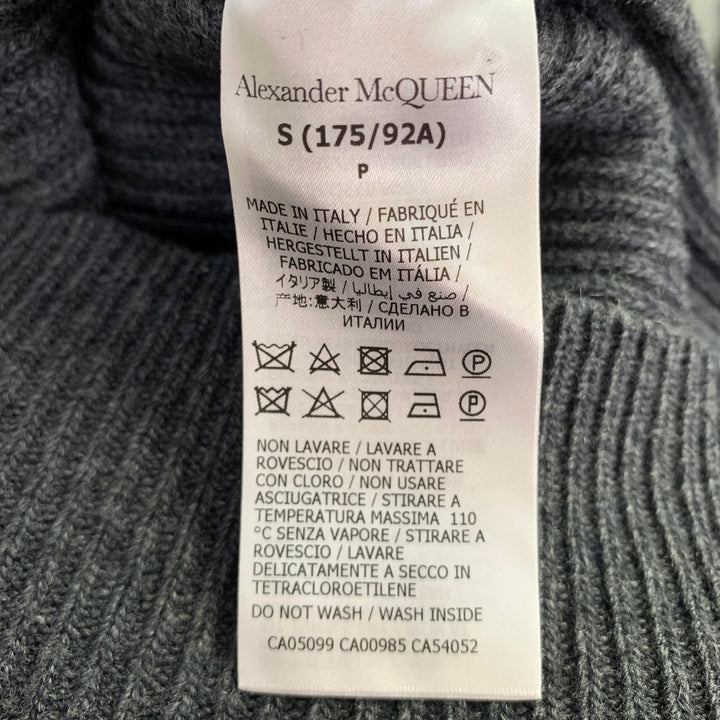 Alexander McQUEEN
S (175/92A)
P
MADE IN ITALY / FABRIQUÉ EN
ITALIE / HECHO EN ITALIA /
HERGESTELLT IN ITALIEN /
FABRICADO EM ITÁLIA /
イタリア製 / صنع في إيطاليا /
产地:意大利 / СДЕЛАНО В
ИТАЛИИ
P
P
NON LAVARE / LAVARE A
ROVESCIO / NON TRATTARE
CON CLORO / NON USARE
ASCIUGATRICE / STIRARE A
TEMPERATURA MASSIMA 110
°C SENZA VAPORE / STIRARE A
ROVESCIO / LAVARE
DELICATAMENTE A SECCO IN
TETRACLOROETILENE
DO NOT WASH / WASH INSIDE
CA05099 CA00985 CA54052